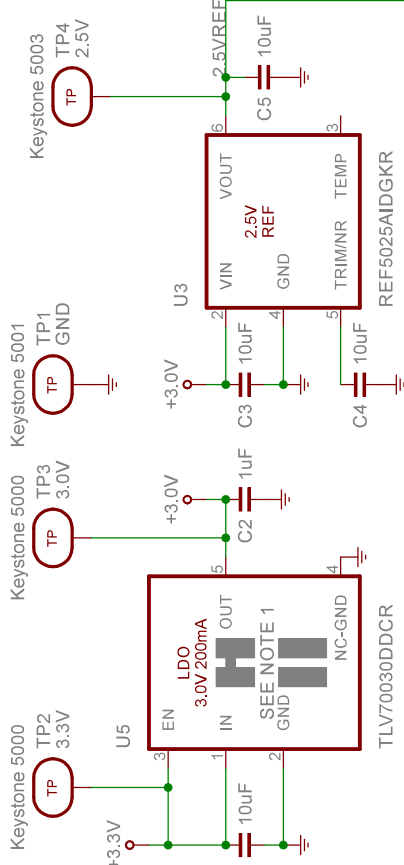 Keystone 5000
TP2
3.3V
TP
+3.3V
10uF
U5
3
EN
1
IN
2
GND
LDO
3.0V 200mA
SEE NOTE 1
OUT
5
NC-GND
4
TLV70030DDCR
Keystone 5000
TP3
3.0V
TP
+3.0V
C2
1uF
Keystone 5001
TP1
GND
TP
+3.0V
C3
10uF
C4
10uF
U3
2
VIN
4
GND
5
TRIM/NR
2.5V
REF
VOUT
6
TEMP
3
REF5025AIDGKR
Keystone 5003
TP4
2.5V
TP
2.5VREF
C5
10uF